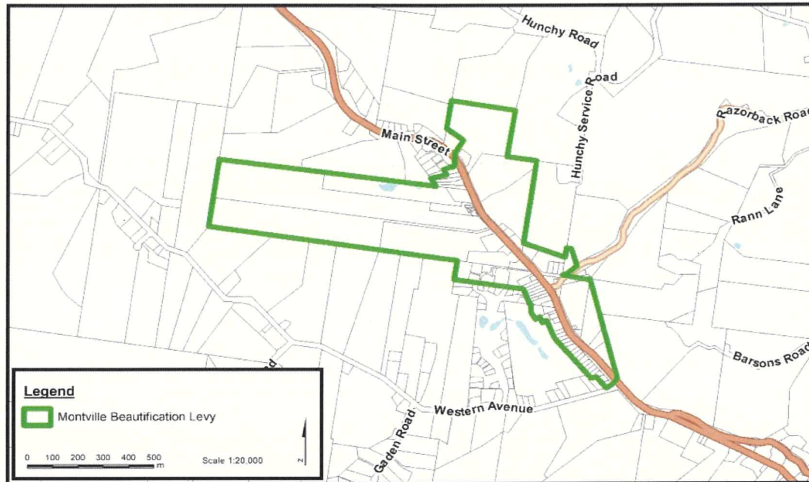 Hunchy Road
Hunchy Service Road
Razorback Road
Main Street
Rann Lane
Barsons Road
Western Avenue
Gaden Road
Legend
Montville Beautification Levy
0 100 200 300 400 500
m
Scale 1:20,000
z